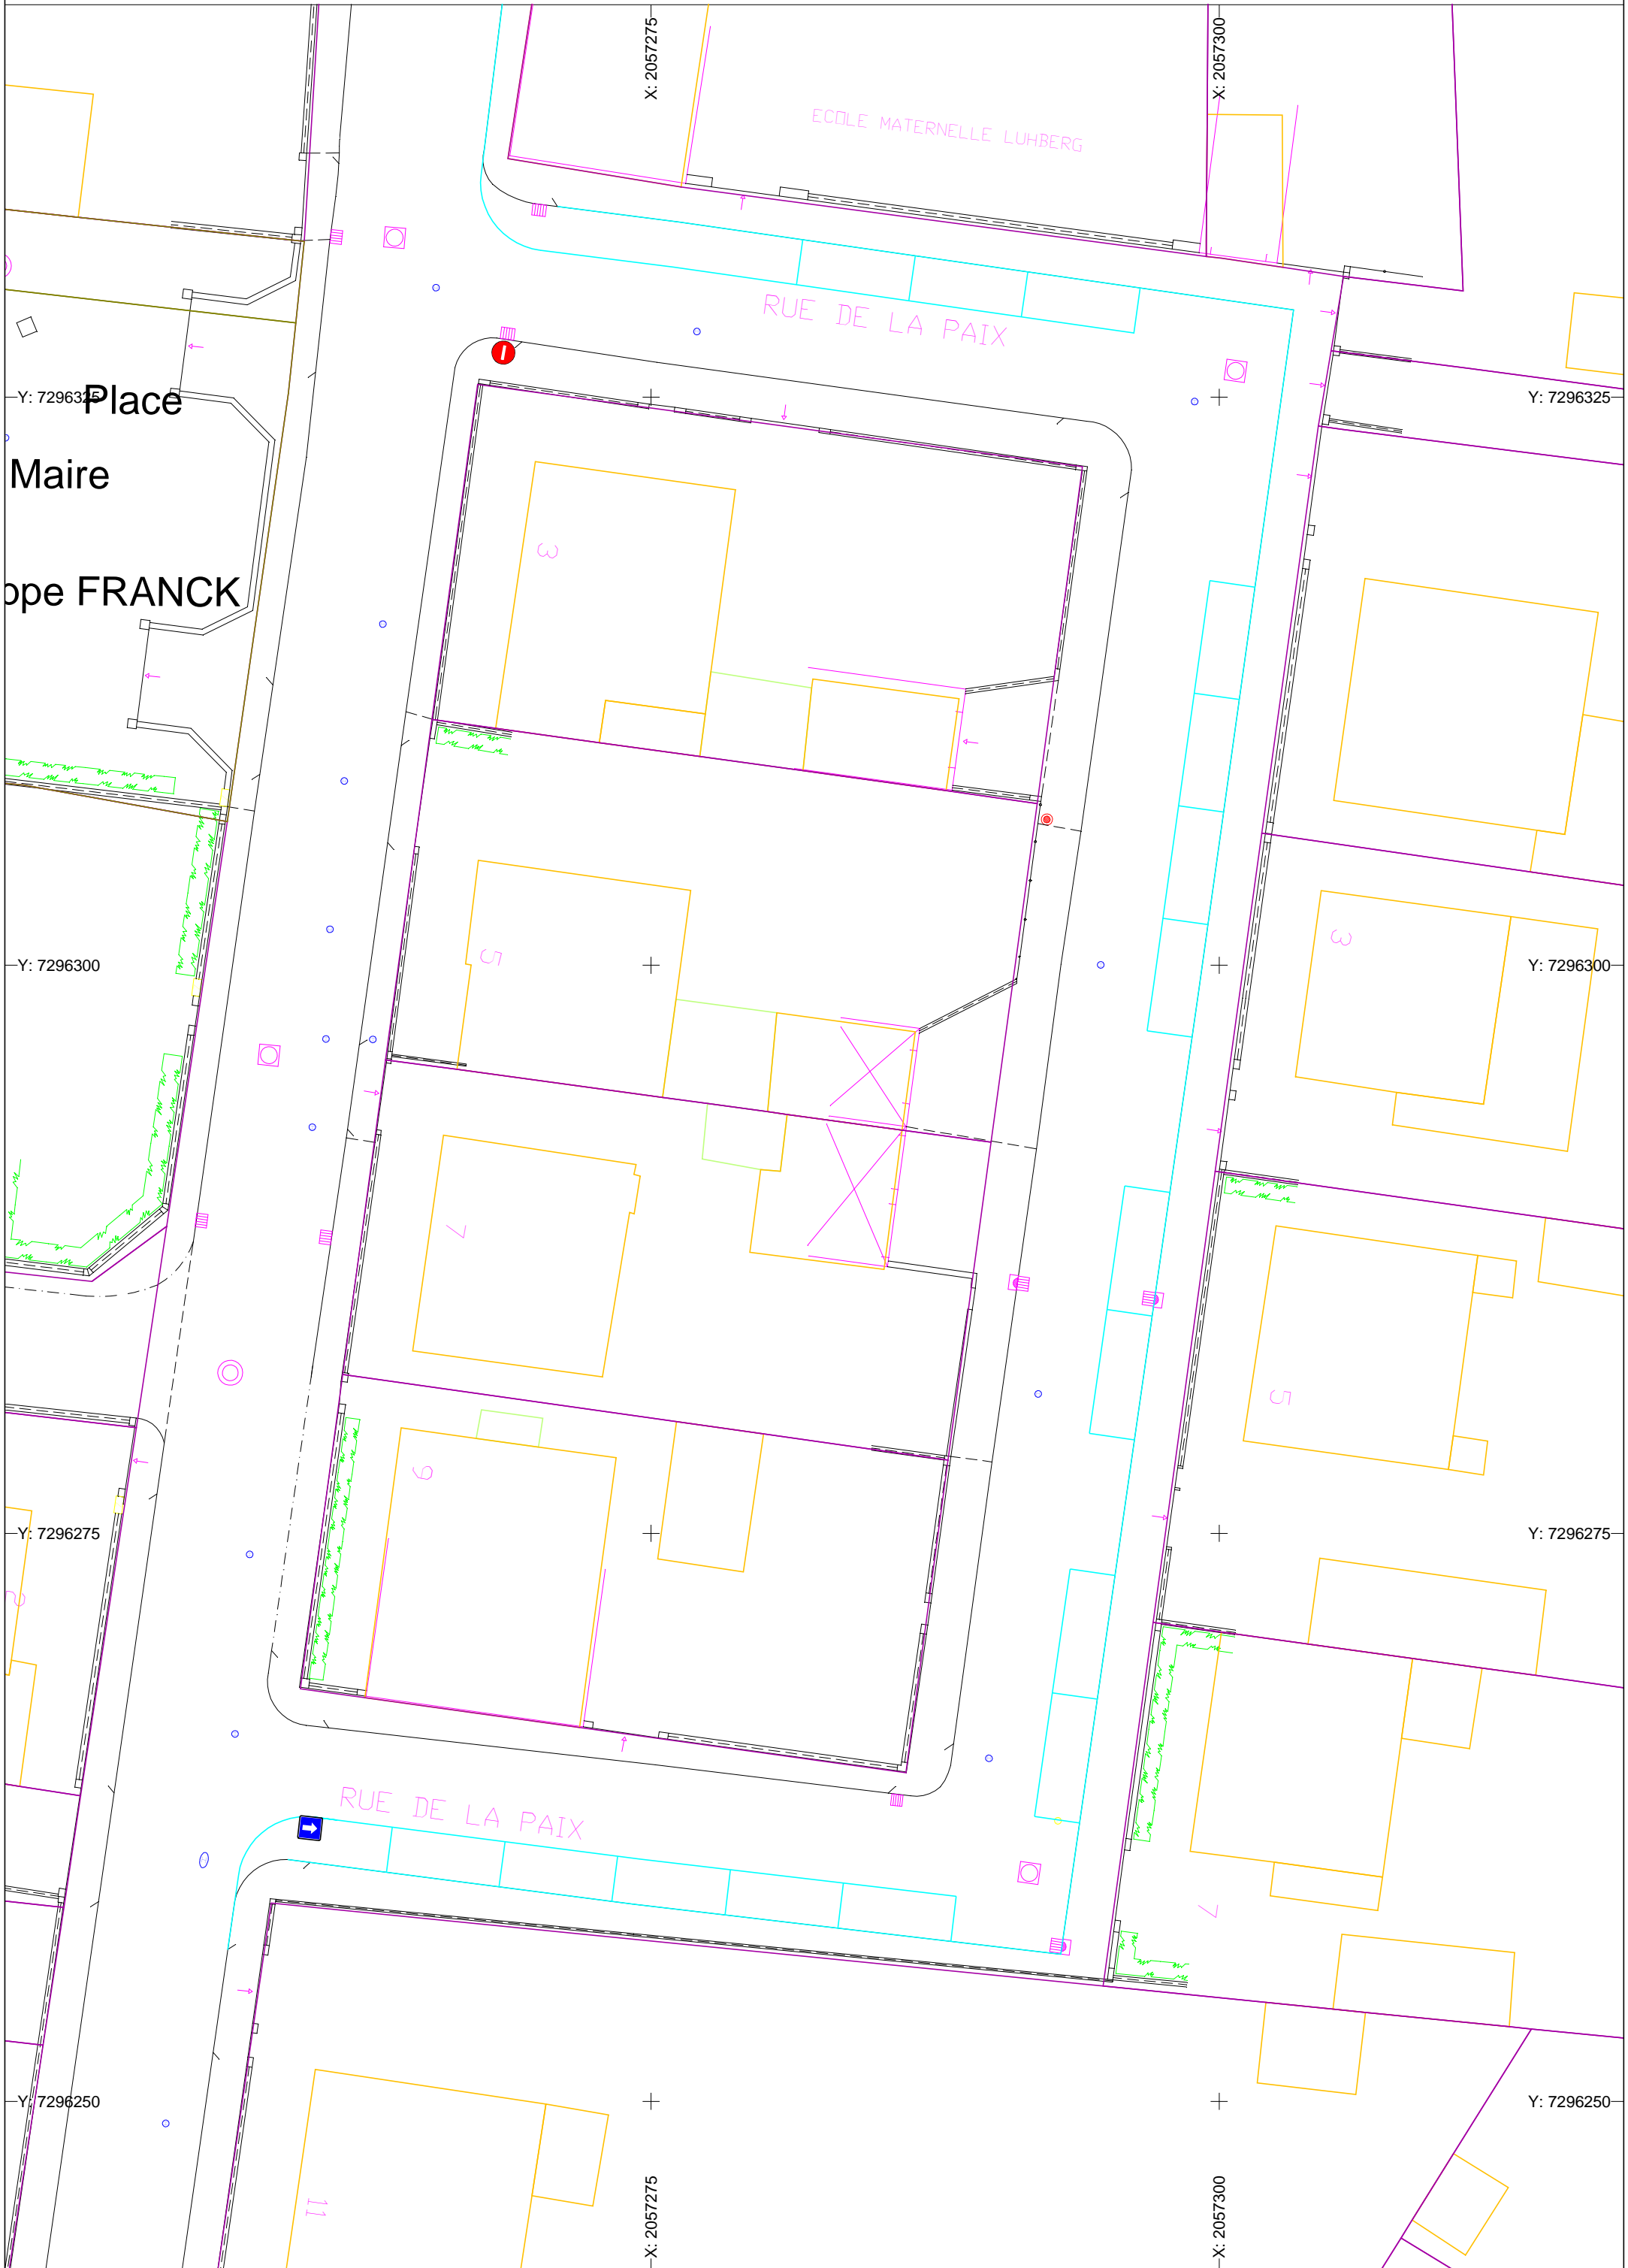 X: 2057275
X: 2057300
ECOLE MATERNELLE LUHBERG
RUE DE LA PAIX
Y: 7296325
Place
Y: 7296325
Maire
ppe FRANCK
3
3
Y: 7296300
5
Y: 7296300
7
5
9
Y: 7296275
Y: 7296275
2
RUE DE LA PAIX
7
Y: 7296250
Y: 7296250
11
X: 2057275
X: 2057300